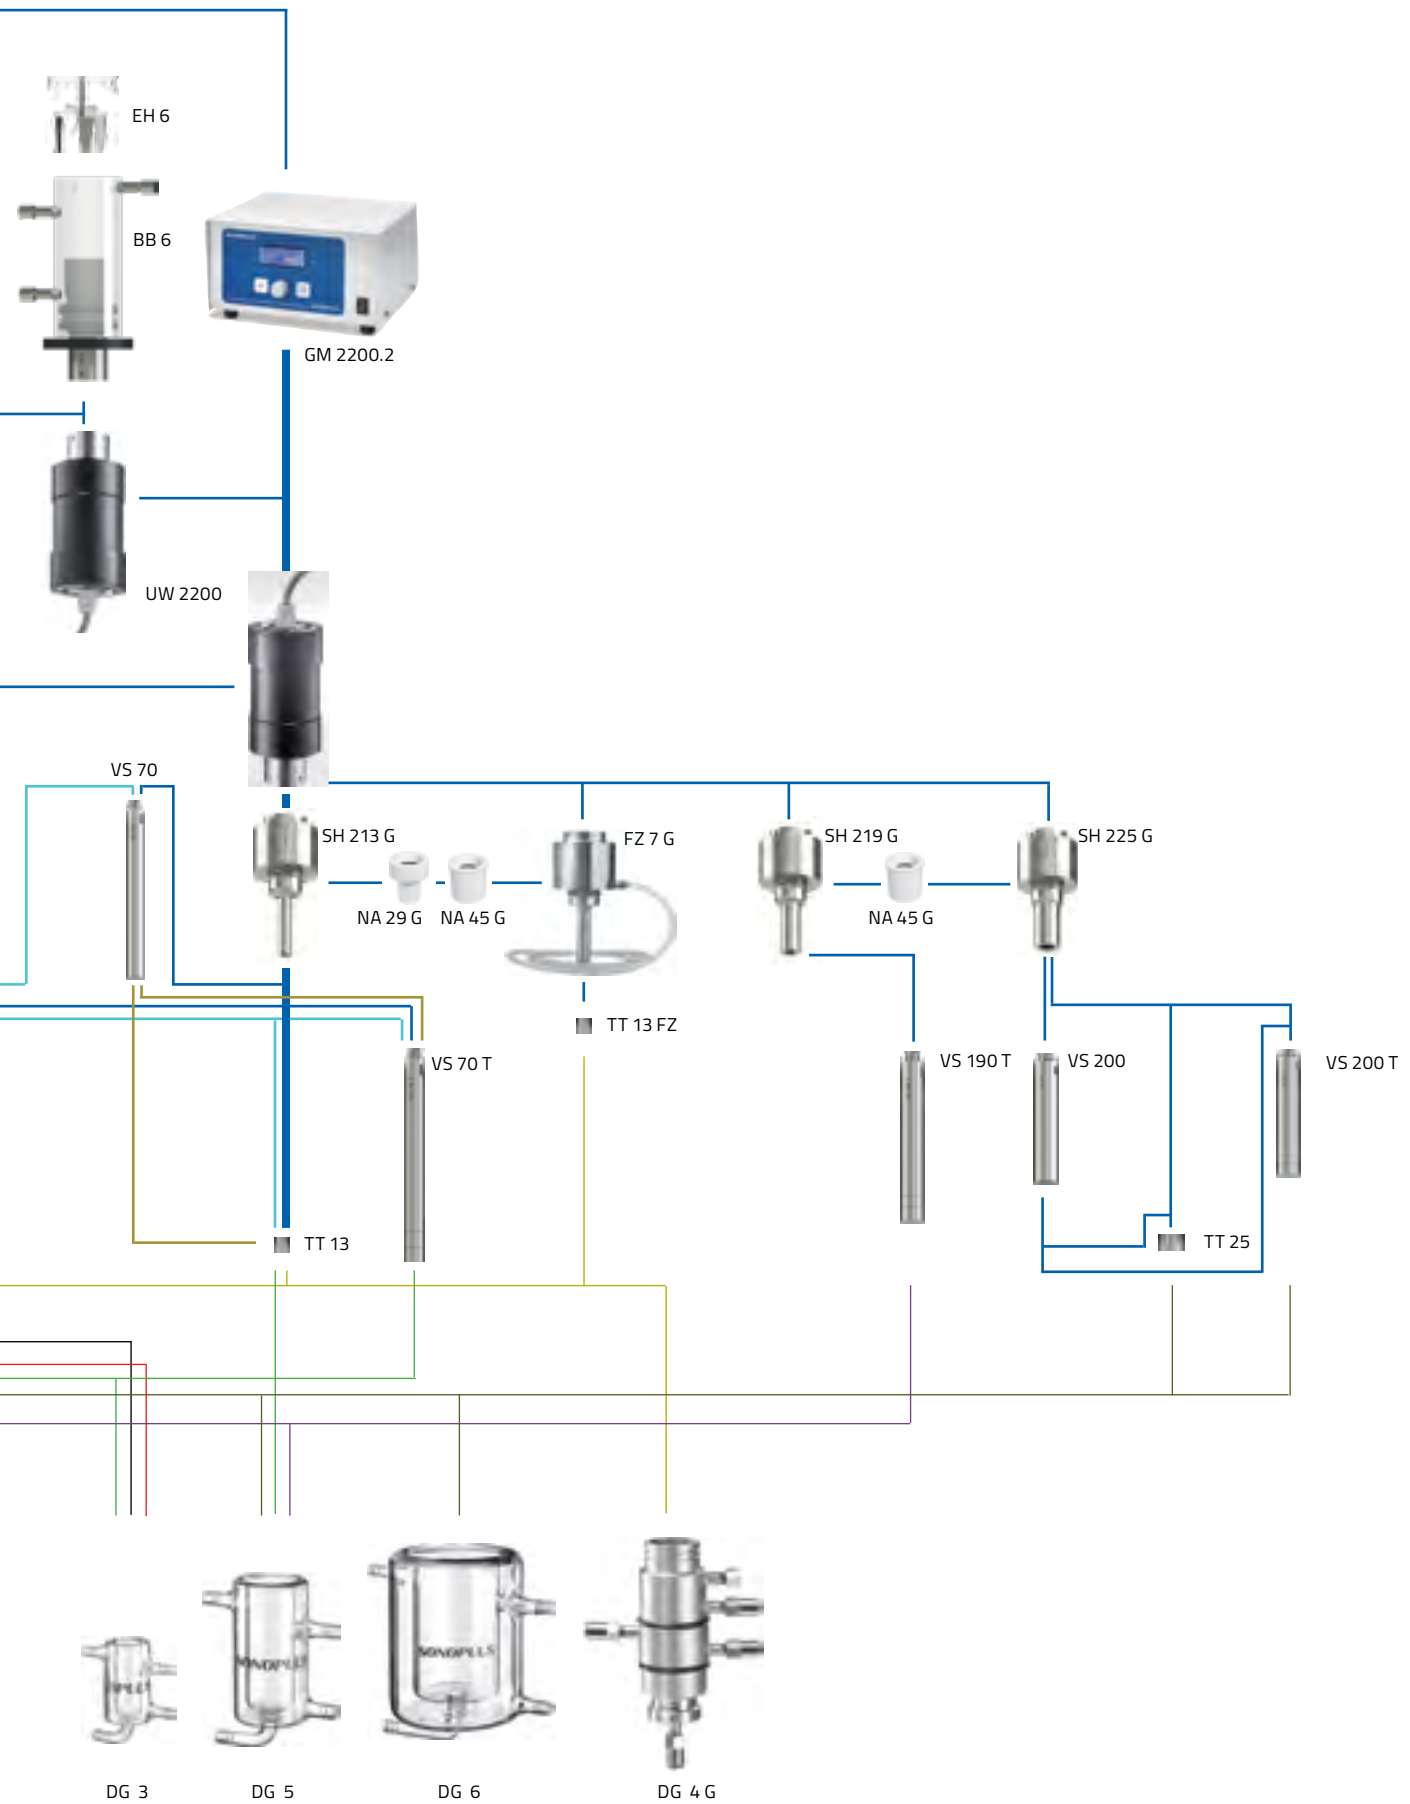 EH 6
BB 6
GM 2200.2
UW 2200
VS 70
SH 213 G
FZ 7 G
SH 219 G
SH 225 G
NA 29 G
NA 45 G
NA 45 G
TT 13 FZ
VS 70 T
VS 190 T
VS 200
VS 200 T
TT 13
TT 25
SONOPULS
DG 3
DG 5
DG 6
DG 4 G